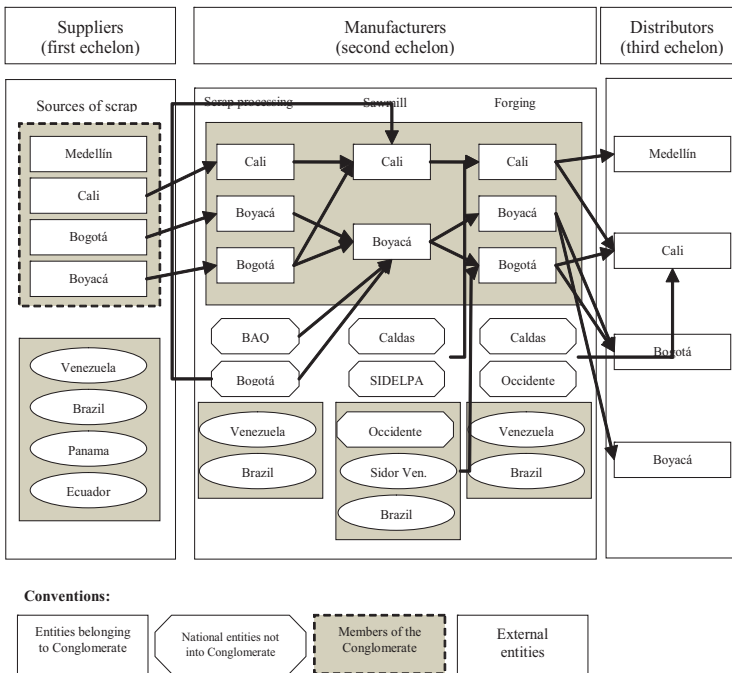 Suppliers
(first echelon)
Manufacturers
(second echelon)
Distributors
(third echelon)
Sources of scrap
Medellín
Cali
Bogotá
Boyacá
Venezuela
Brazil
Panama
Ecuador
Scrap processing
Cali
Boyacá
Bogotá
BAQ
Bogotá
Venezuela
Brazil
Sawmill
Cali
Boyacá
Caldas
SIDELPA
Occidente
Sidor Ven.
Brazil
Forging
Cali
Boyacá
Bogotá
Caldas
Occidente
Venezuela
Brazil
Medellín
Cali
Bogotá
Boyacá
Conventions:
Entities belonging
to Conglomerate
National entities not
into Conglomerate
Members of the
Conglomerate
External
entities